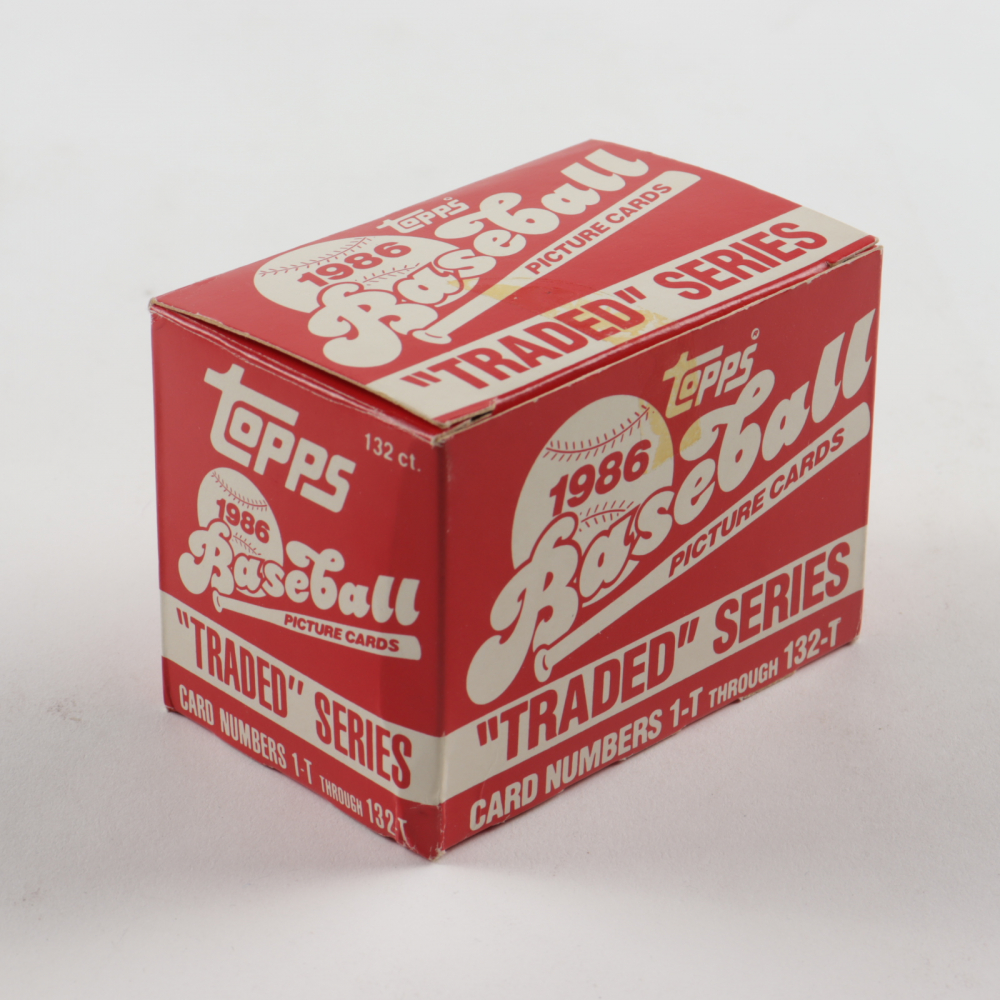 topps
1986
Baseball
PICTURE CARDS
"TRADED" SERIES
topps
132 ct.
1986
Baseball
PICTURE CARDS
"TRADED" SERIES
CARD NUMBERS 1-T THROUGH 132-T
topps®
1986
Baseball
PICTURE CARDS
"TRADED" SERIES
CARD NUMBERS 1-T THROUGH 132-T